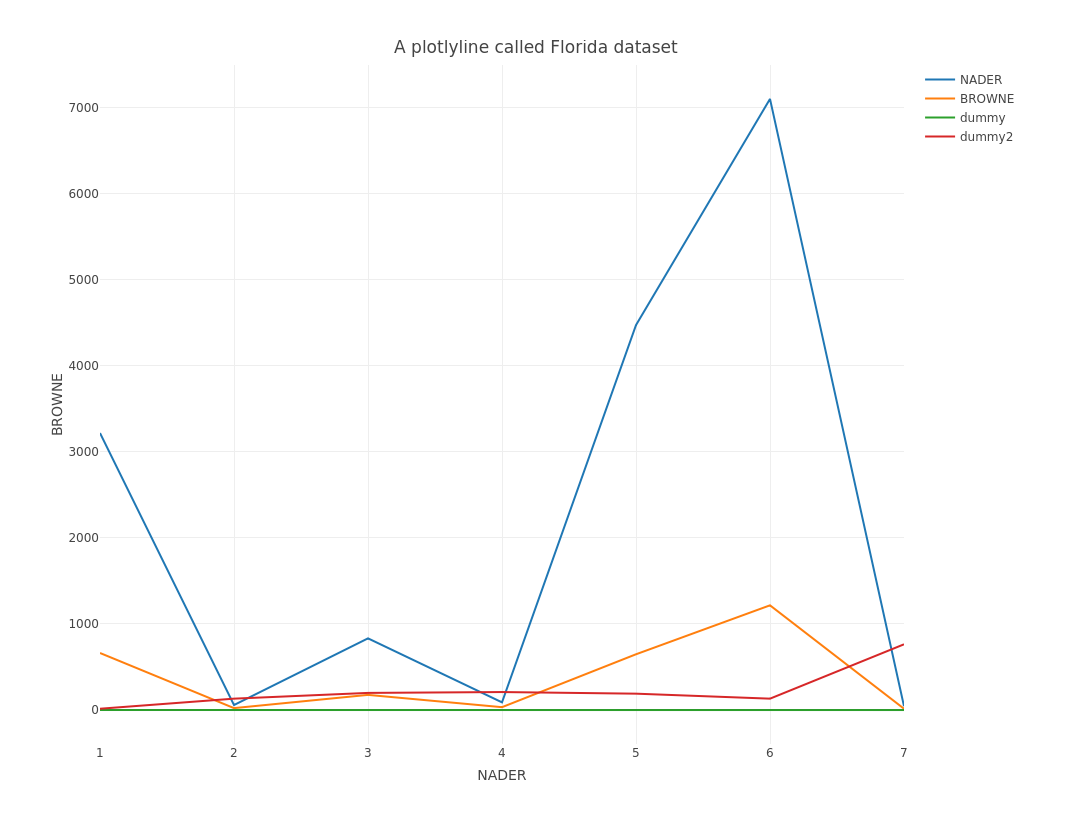 A plotlyline called Florida dataset
NADER
BROWNE
dummy
dummy2
7000
6000
5000
4000
3000
2000
1000
0
BROWNE
1 2 3 4 5 6 7
NADER